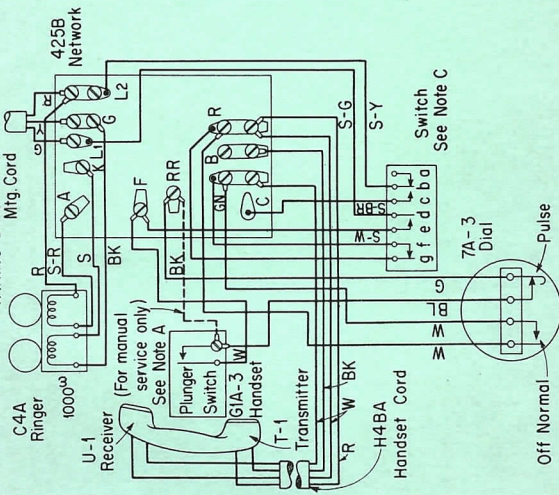 Mtg. Cord
425B
Network
R
Y
G
L2
G
L1
K
A
F
RR
R
B
GN
C
C4A
Ringer
1000ω
R
S-R
S
BK
BK
(For manual
service only)
See Note A
Plunger
Switch
W
G1A-3
Handset
U-1
Receiver
T-1
Transmitter
BK
W
R
H4BA
Handset Cord
S-G
S-Y
S-BR
S-W
g f e d c b a
Switch
See Note C
7A-3
Dial
G
BL
W
W
Pulse
Off Normal